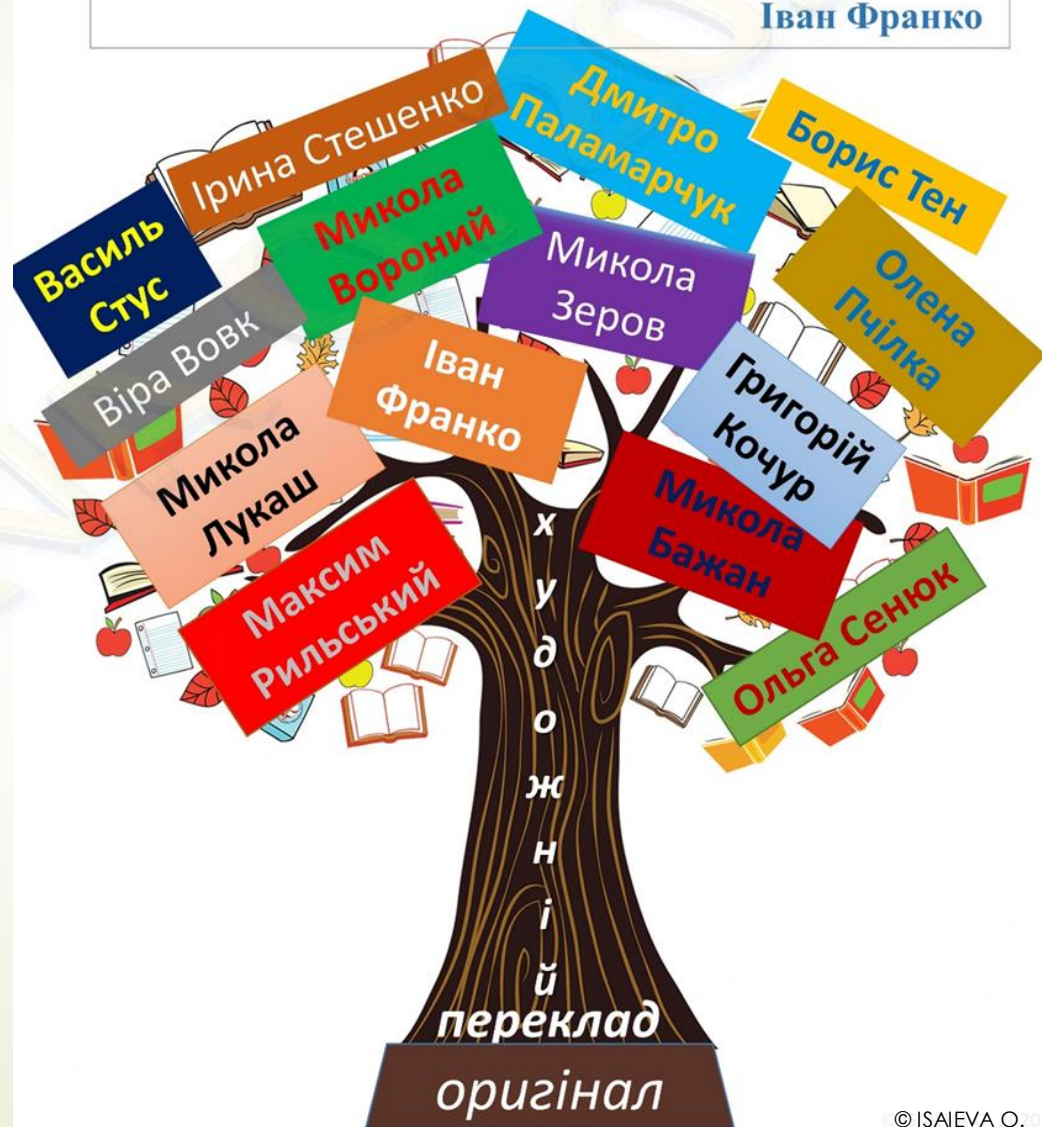 Іван Франко
Ірина Стешенко
Дмитро
Паламарчук
Борис Тен
Василь
Стус
Микола
Вороний
Микола
Зеров
Олена
Пчілка
Віра Вовк
Іван
Франко
Григорій
Кочур
Микола
Лукаш
Микола
Бажан
Максим
Рильський
Ольга Сенюк
х
у
д
о
ж
н
і
й
переклад
оригінал
© ISAIEVA O.